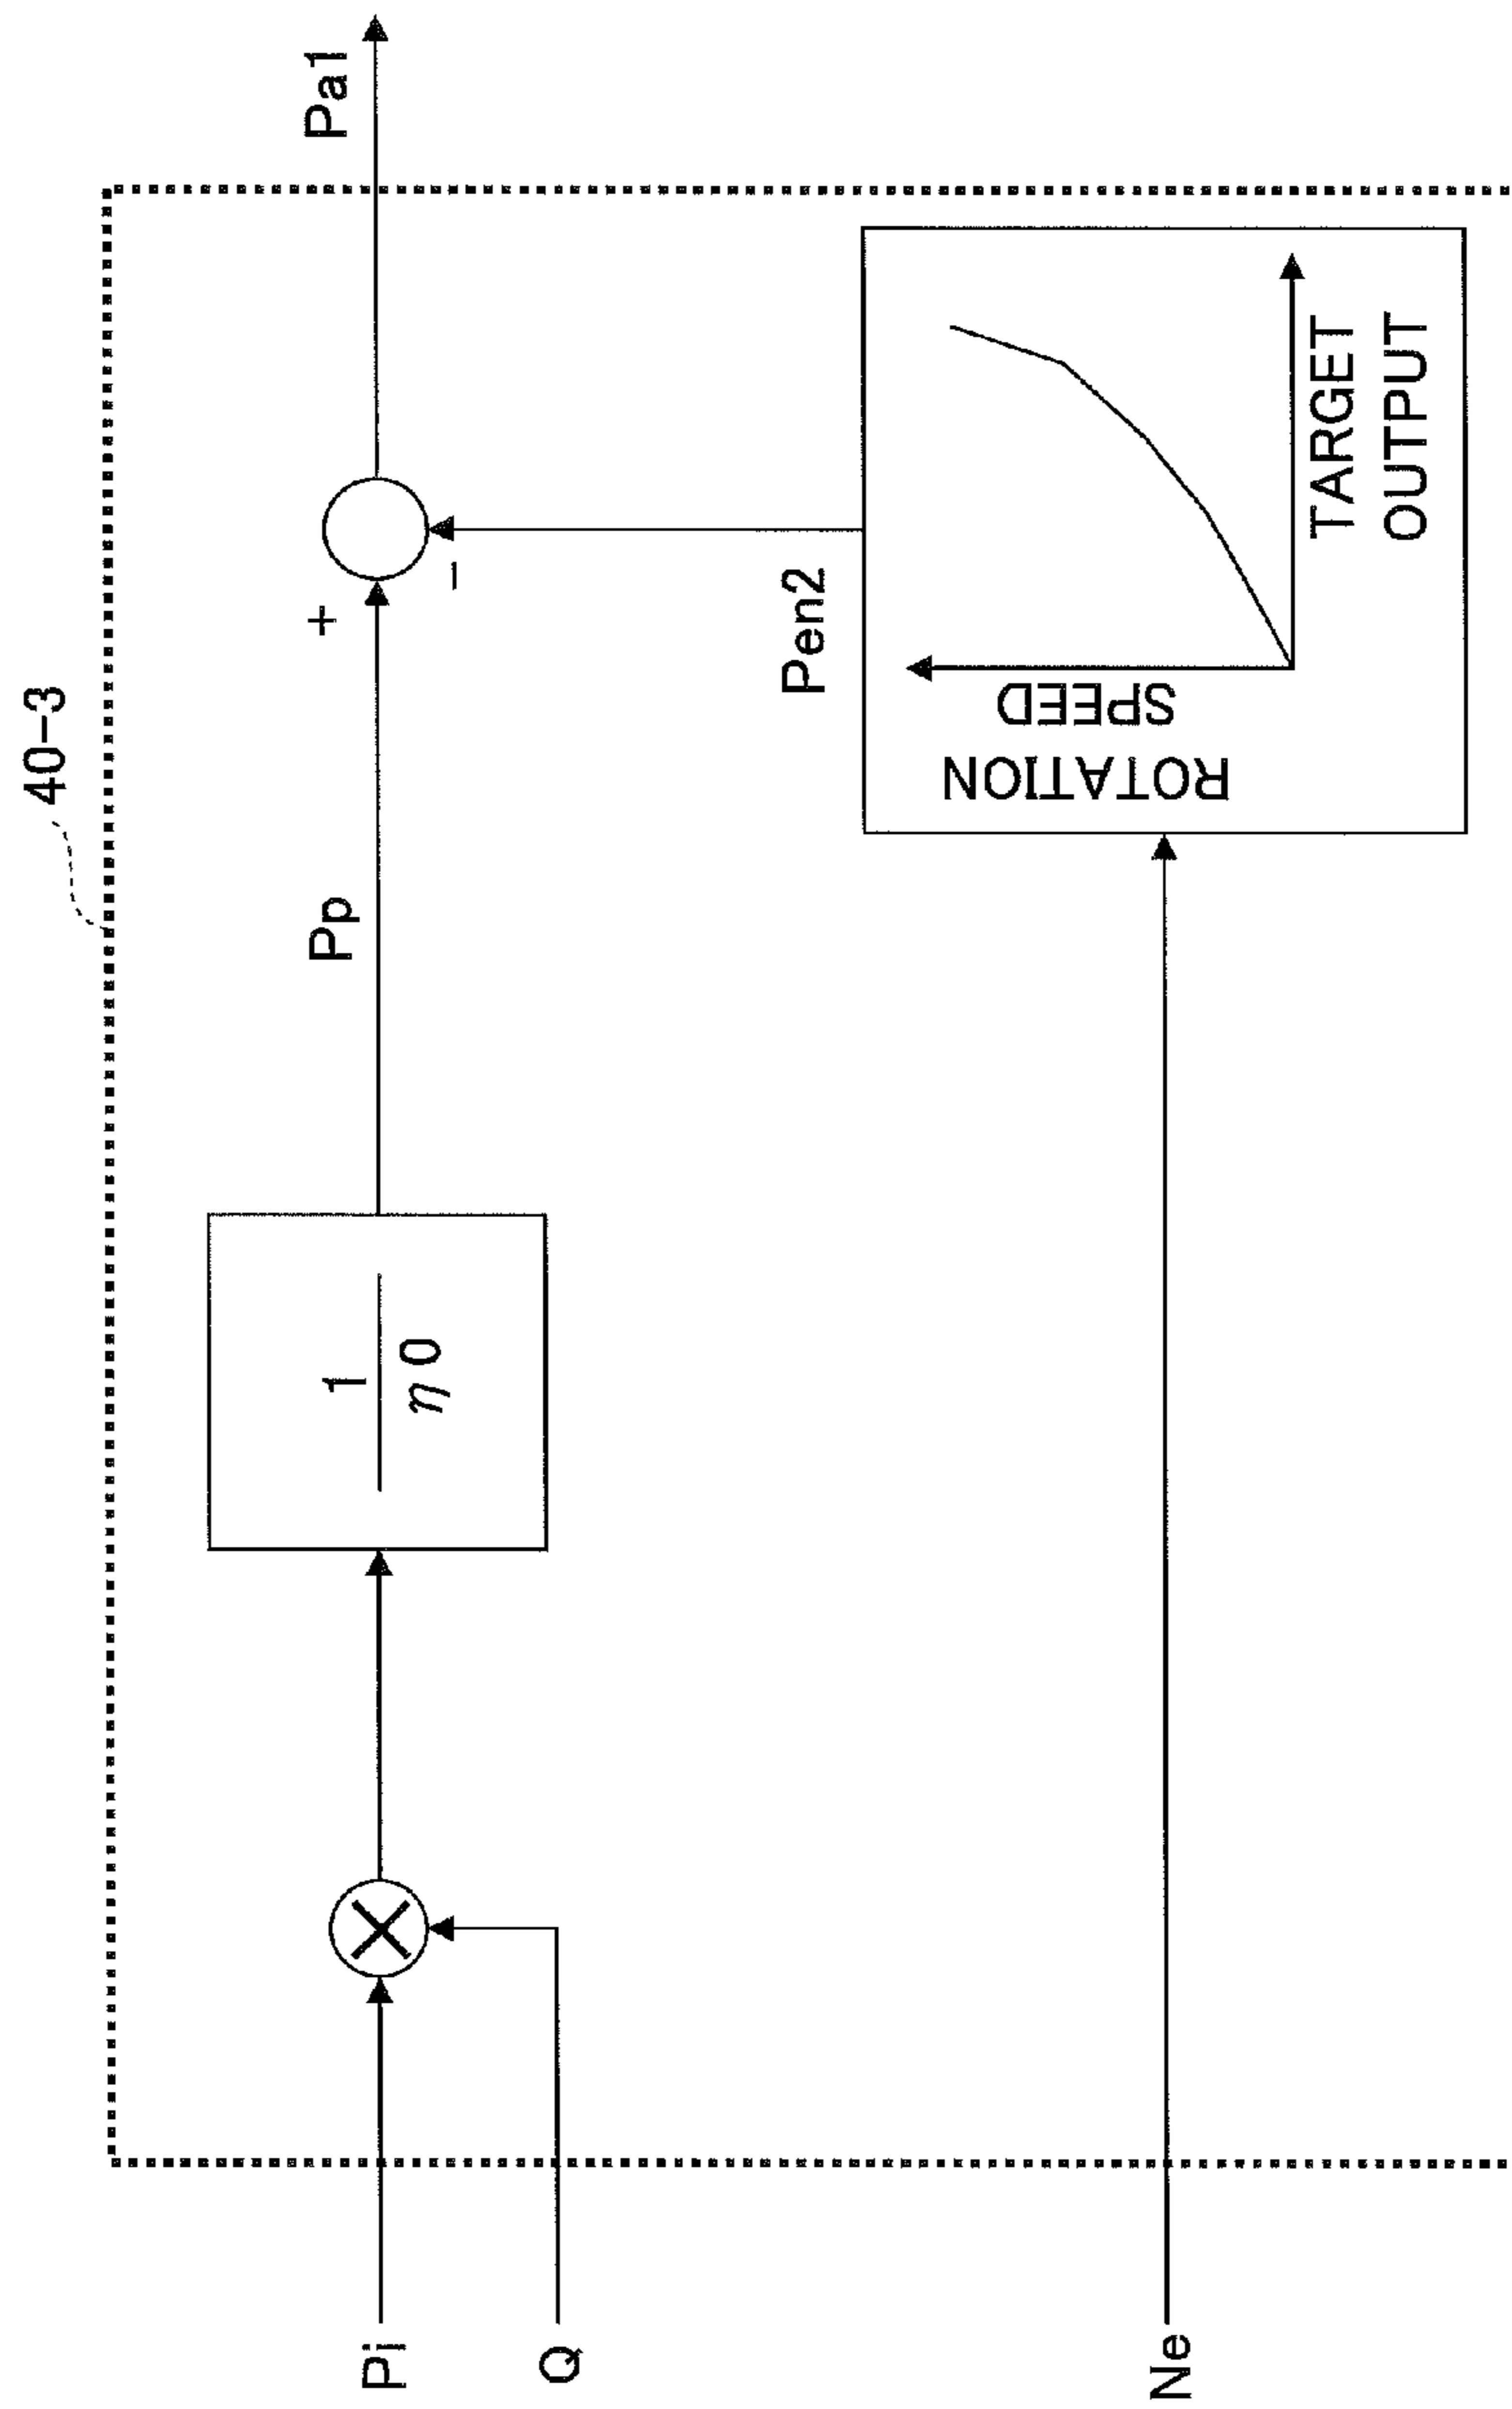 40-3
Pi
Q
Ne
1
η0
Pp
+
−
Pa1
Pen2
ROTATION
SPEED
TARGET
OUTPUT